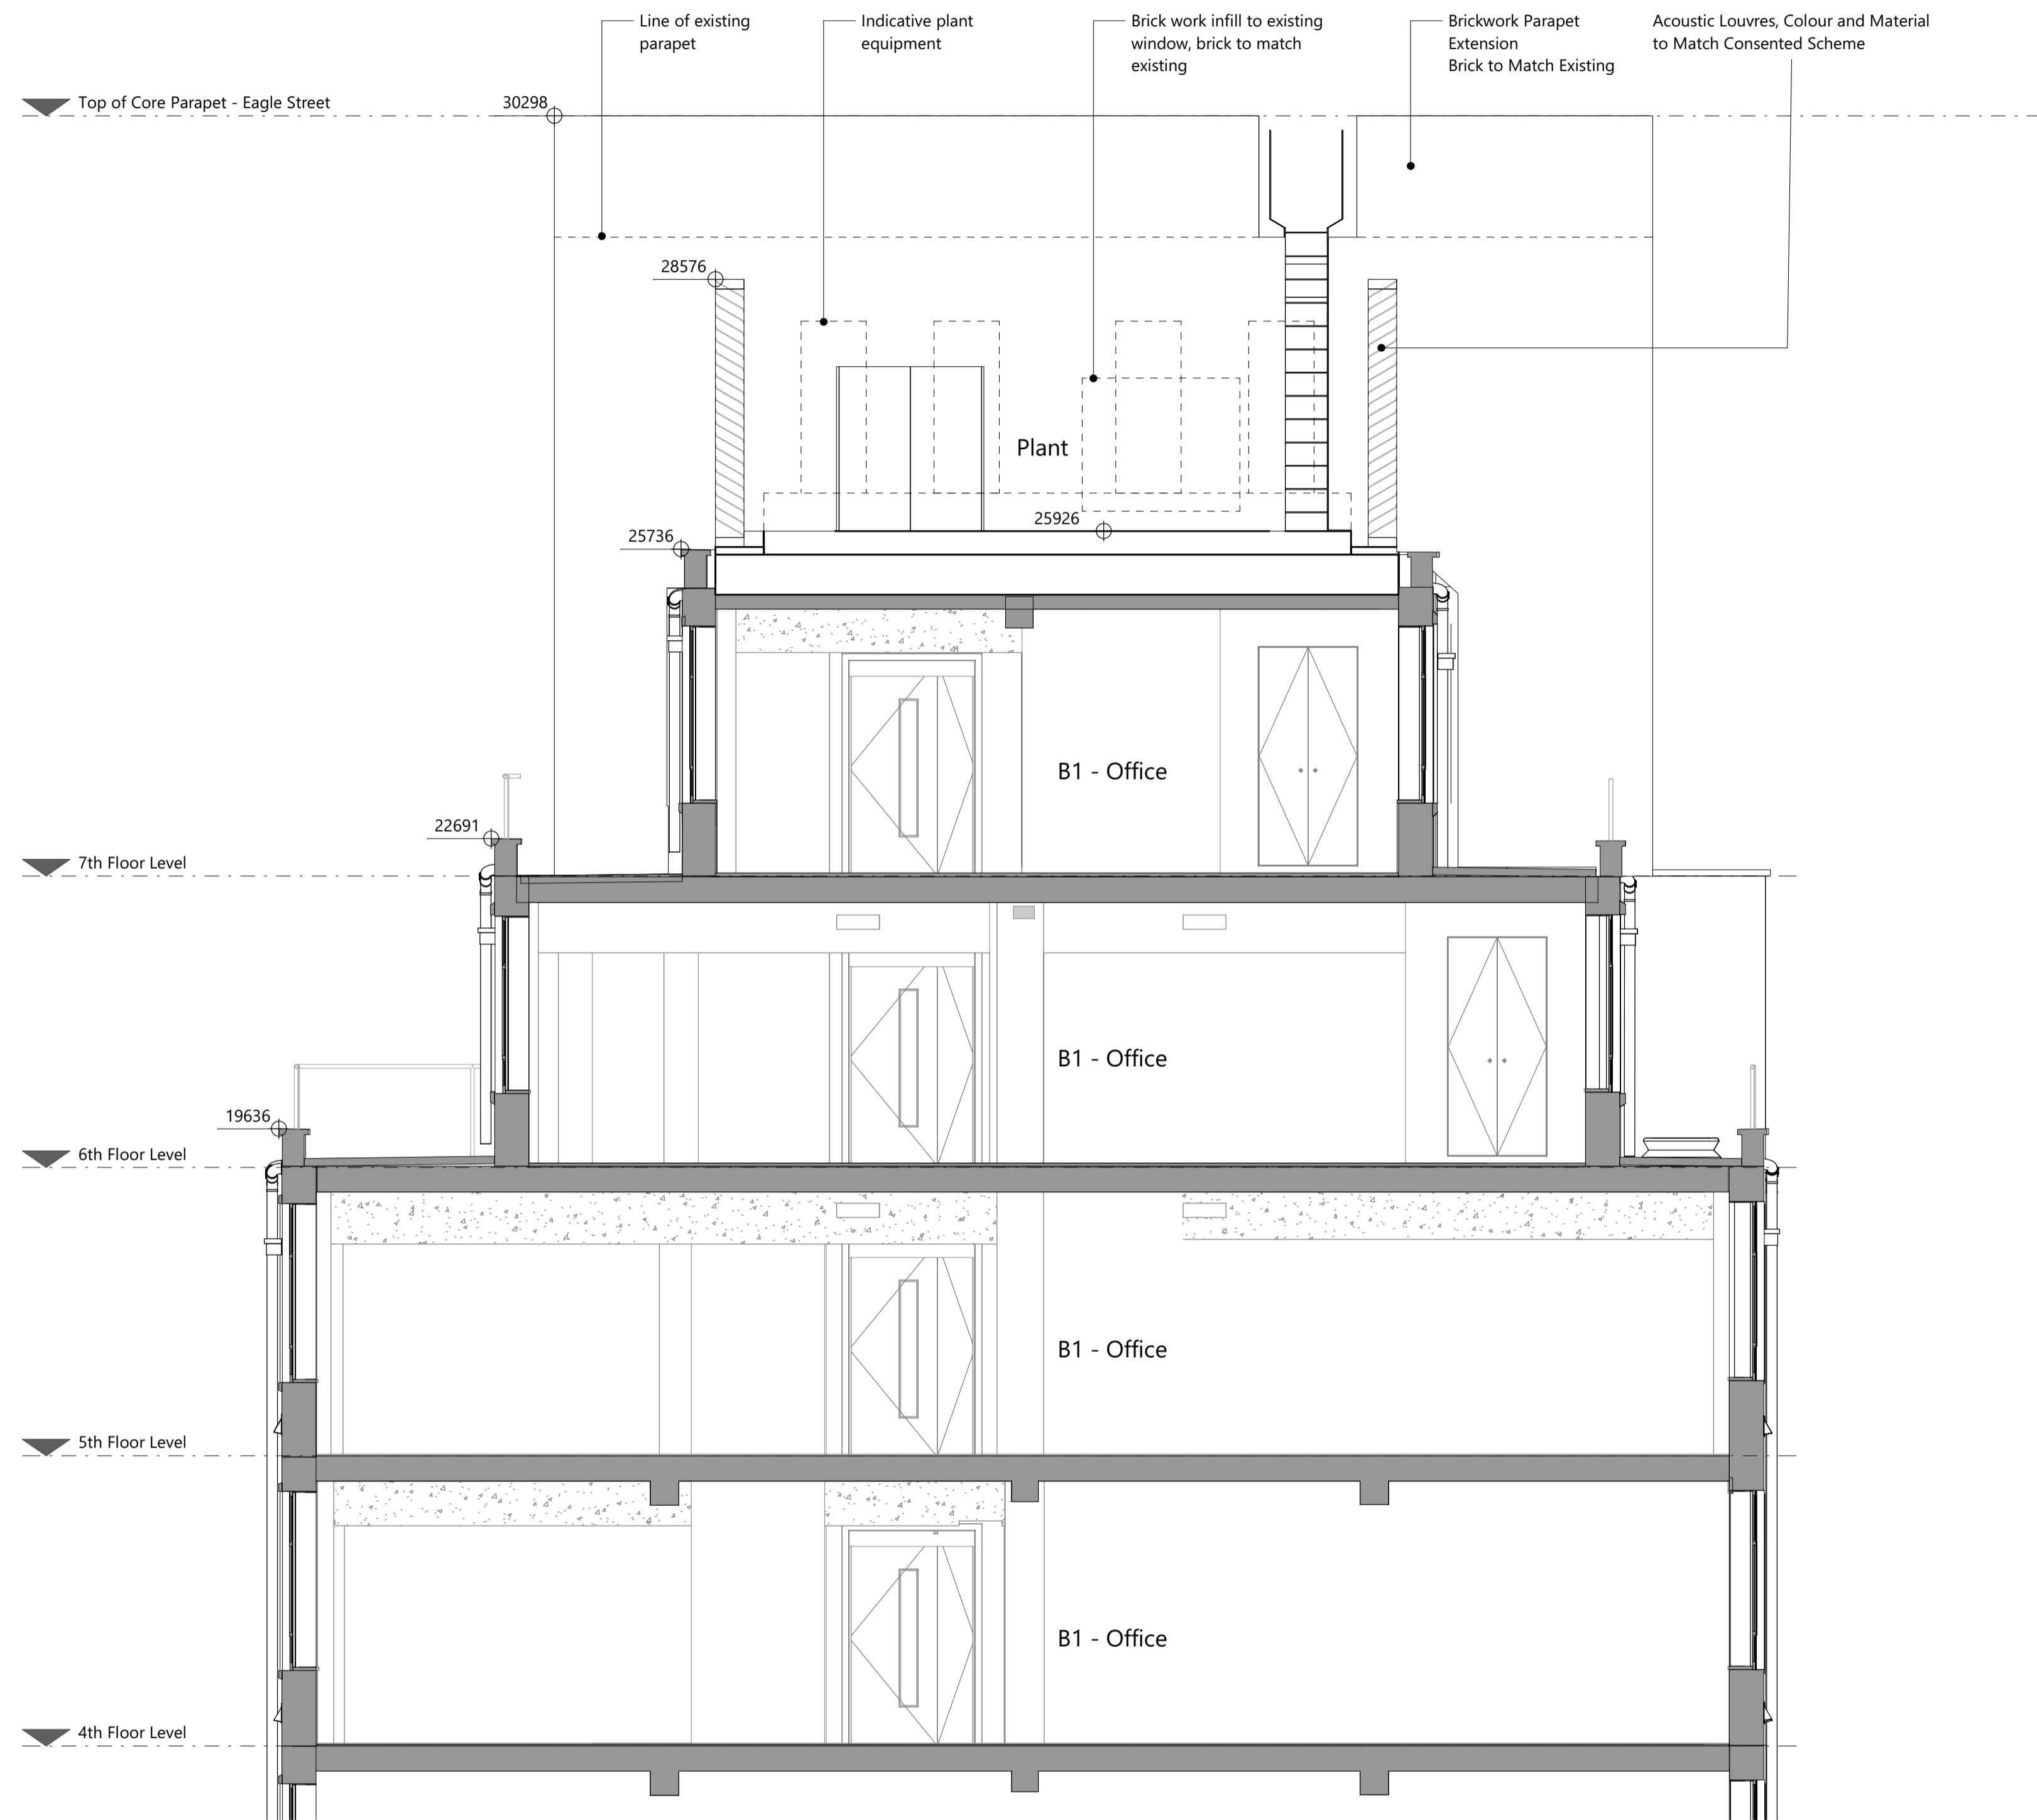 Line of existing
parapet
Indicative plant
equipment
Brick work infill to existing
window, brick to match
existing
Brickwork Parapet
Extension
Brick to Match Existing
Acoustic Louvres, Colour and Material
to Match Consented Scheme
Top of Core Parapet - Eagle Street
30298
28576
Plant
25926
25736
B1 - Office
22691
7th Floor Level
B1 - Office
19636
6th Floor Level
B1 - Office
5th Floor Level
B1 - Office
4th Floor Level